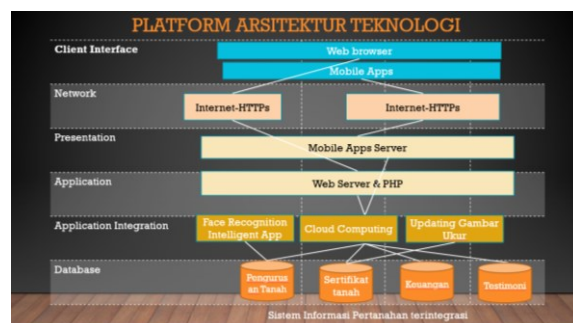 PLATFORM ARSITEKTUR TEKNOLOGI
Client Interface
Web browser
Mobile Apps
Network
Internet-HTTPs
Internet-HTTPs
Presentation
Mobile Apps Server
Application
Web Server & PHP
Application Integration
Face Recognition
Intelligent App
Cloud Computing
Updating Gambar
Ukur
Database
Pengurus
an Tanah
Sertifikat
tanah
Kouangan
Testimoni
Sistem Informasi Pertanahan terintegrasi